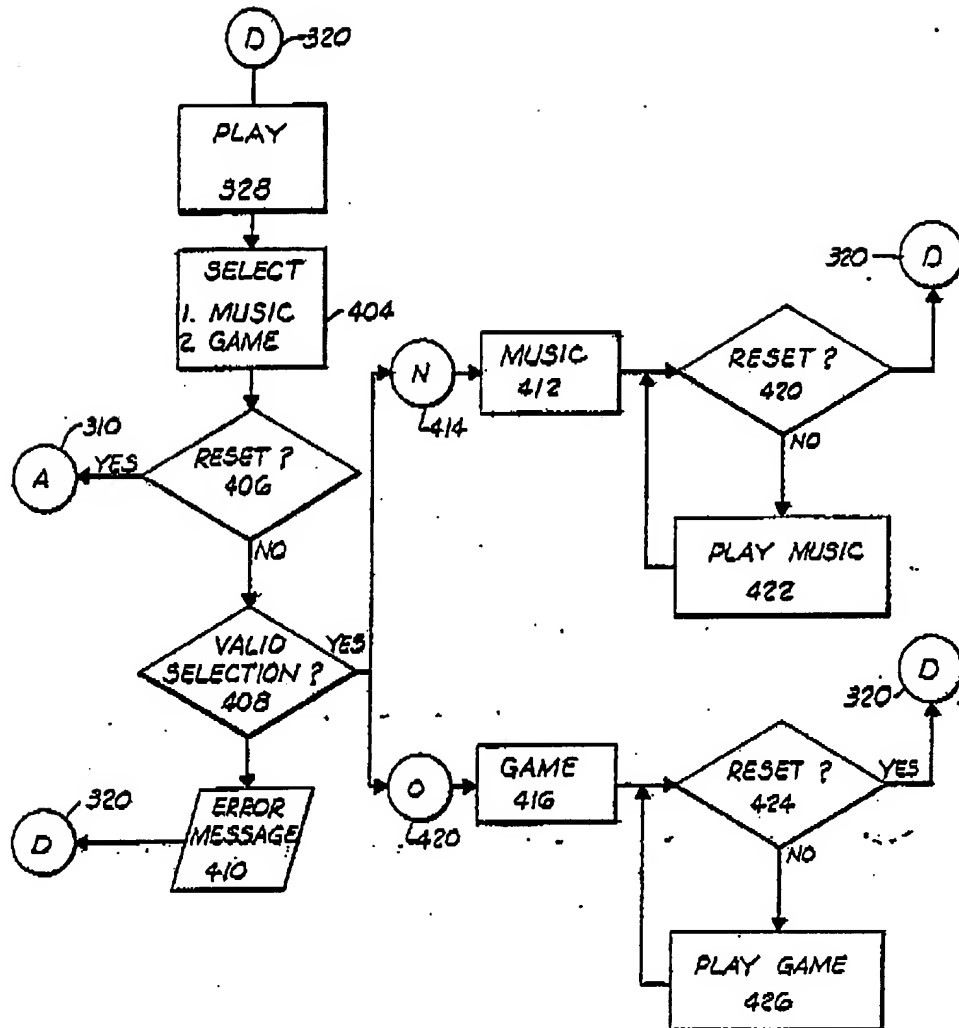 D
320
PLAY
328
SELECT
1. MUSIC
2. GAME
404
RESET ?
406
YES
310
A
NO
VALID
SELECTION ?
408
YES
ERROR
MESSAGE
410
320
D
N
414
MUSIC
412
RESET ?
420
320
D
NO
PLAY MUSIC
422
O
420
GAME
416
RESET ?
424
YES
320
D
NO
PLAY GAME
426